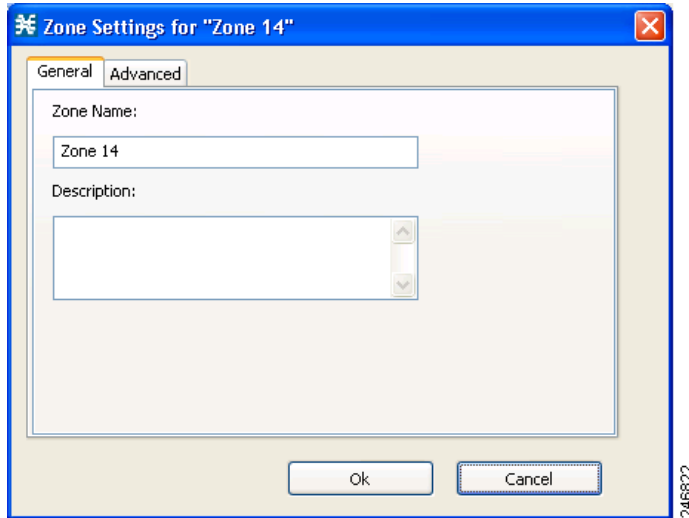 Zone Settings for "Zone 14"
General Advanced
Zone Name:
Zone 14
Description:
Ok Cancel
246822